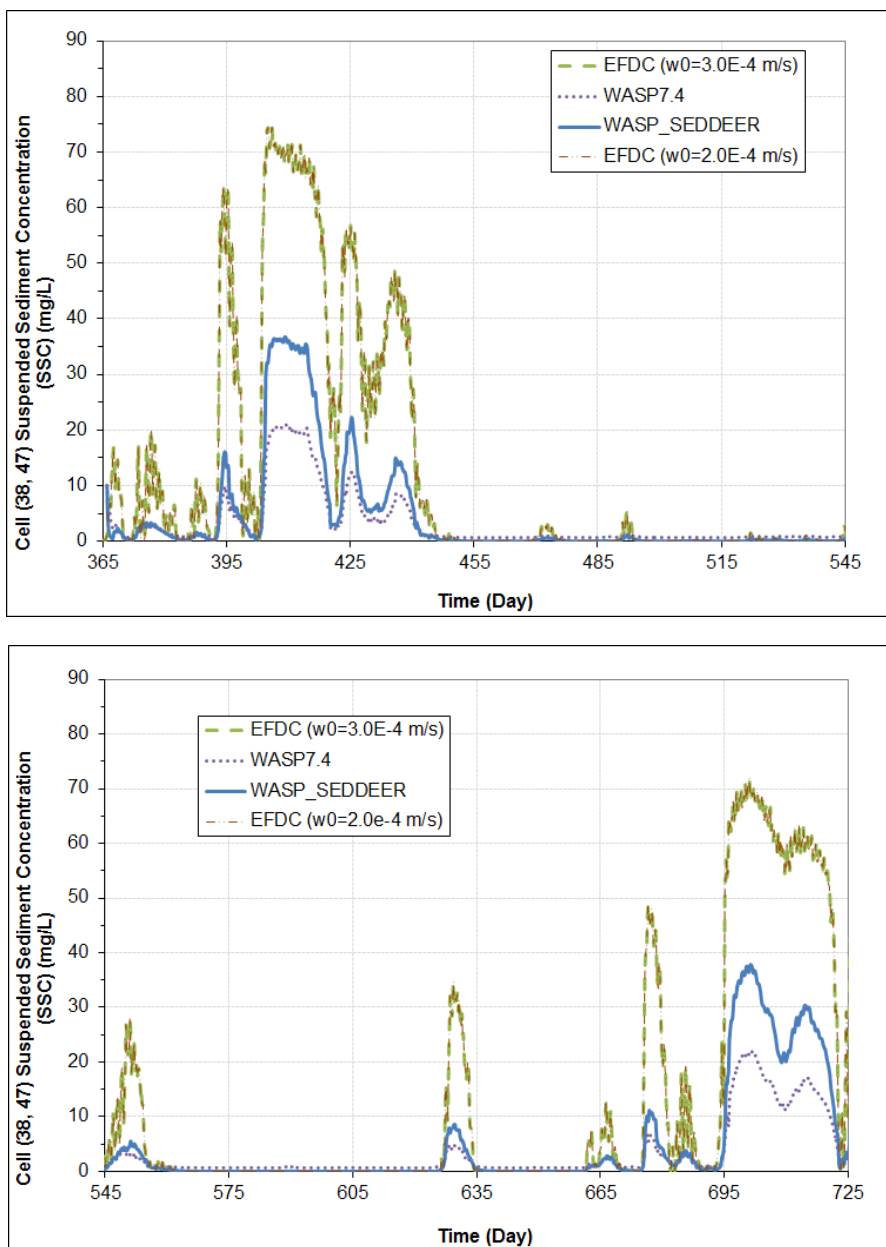 90
80
70
60
50
40
30
20
10
0
Cell (38, 47) Suspended Sediment Concentration
(SSC) (mg/L)
EFDC (w0=3.0E-4 m/s)
WASP7.4
WASP_SEDDEER
EFDC (w0=2.0E-4 m/s)
365 395 425 455 485 515 545
Time (Day)
90
80
70
60
50
40
30
20
10
0
Cell (38, 47) Suspended Sediment Concentration
(SSC) (mg/L)
EFDC (w0=3.0E-4 m/s)
WASP7.4
WASP_SEDDEER
EFDC (w0=2.0e-4 m/s)
545 575 605 635 665 695 725
Time (Day)